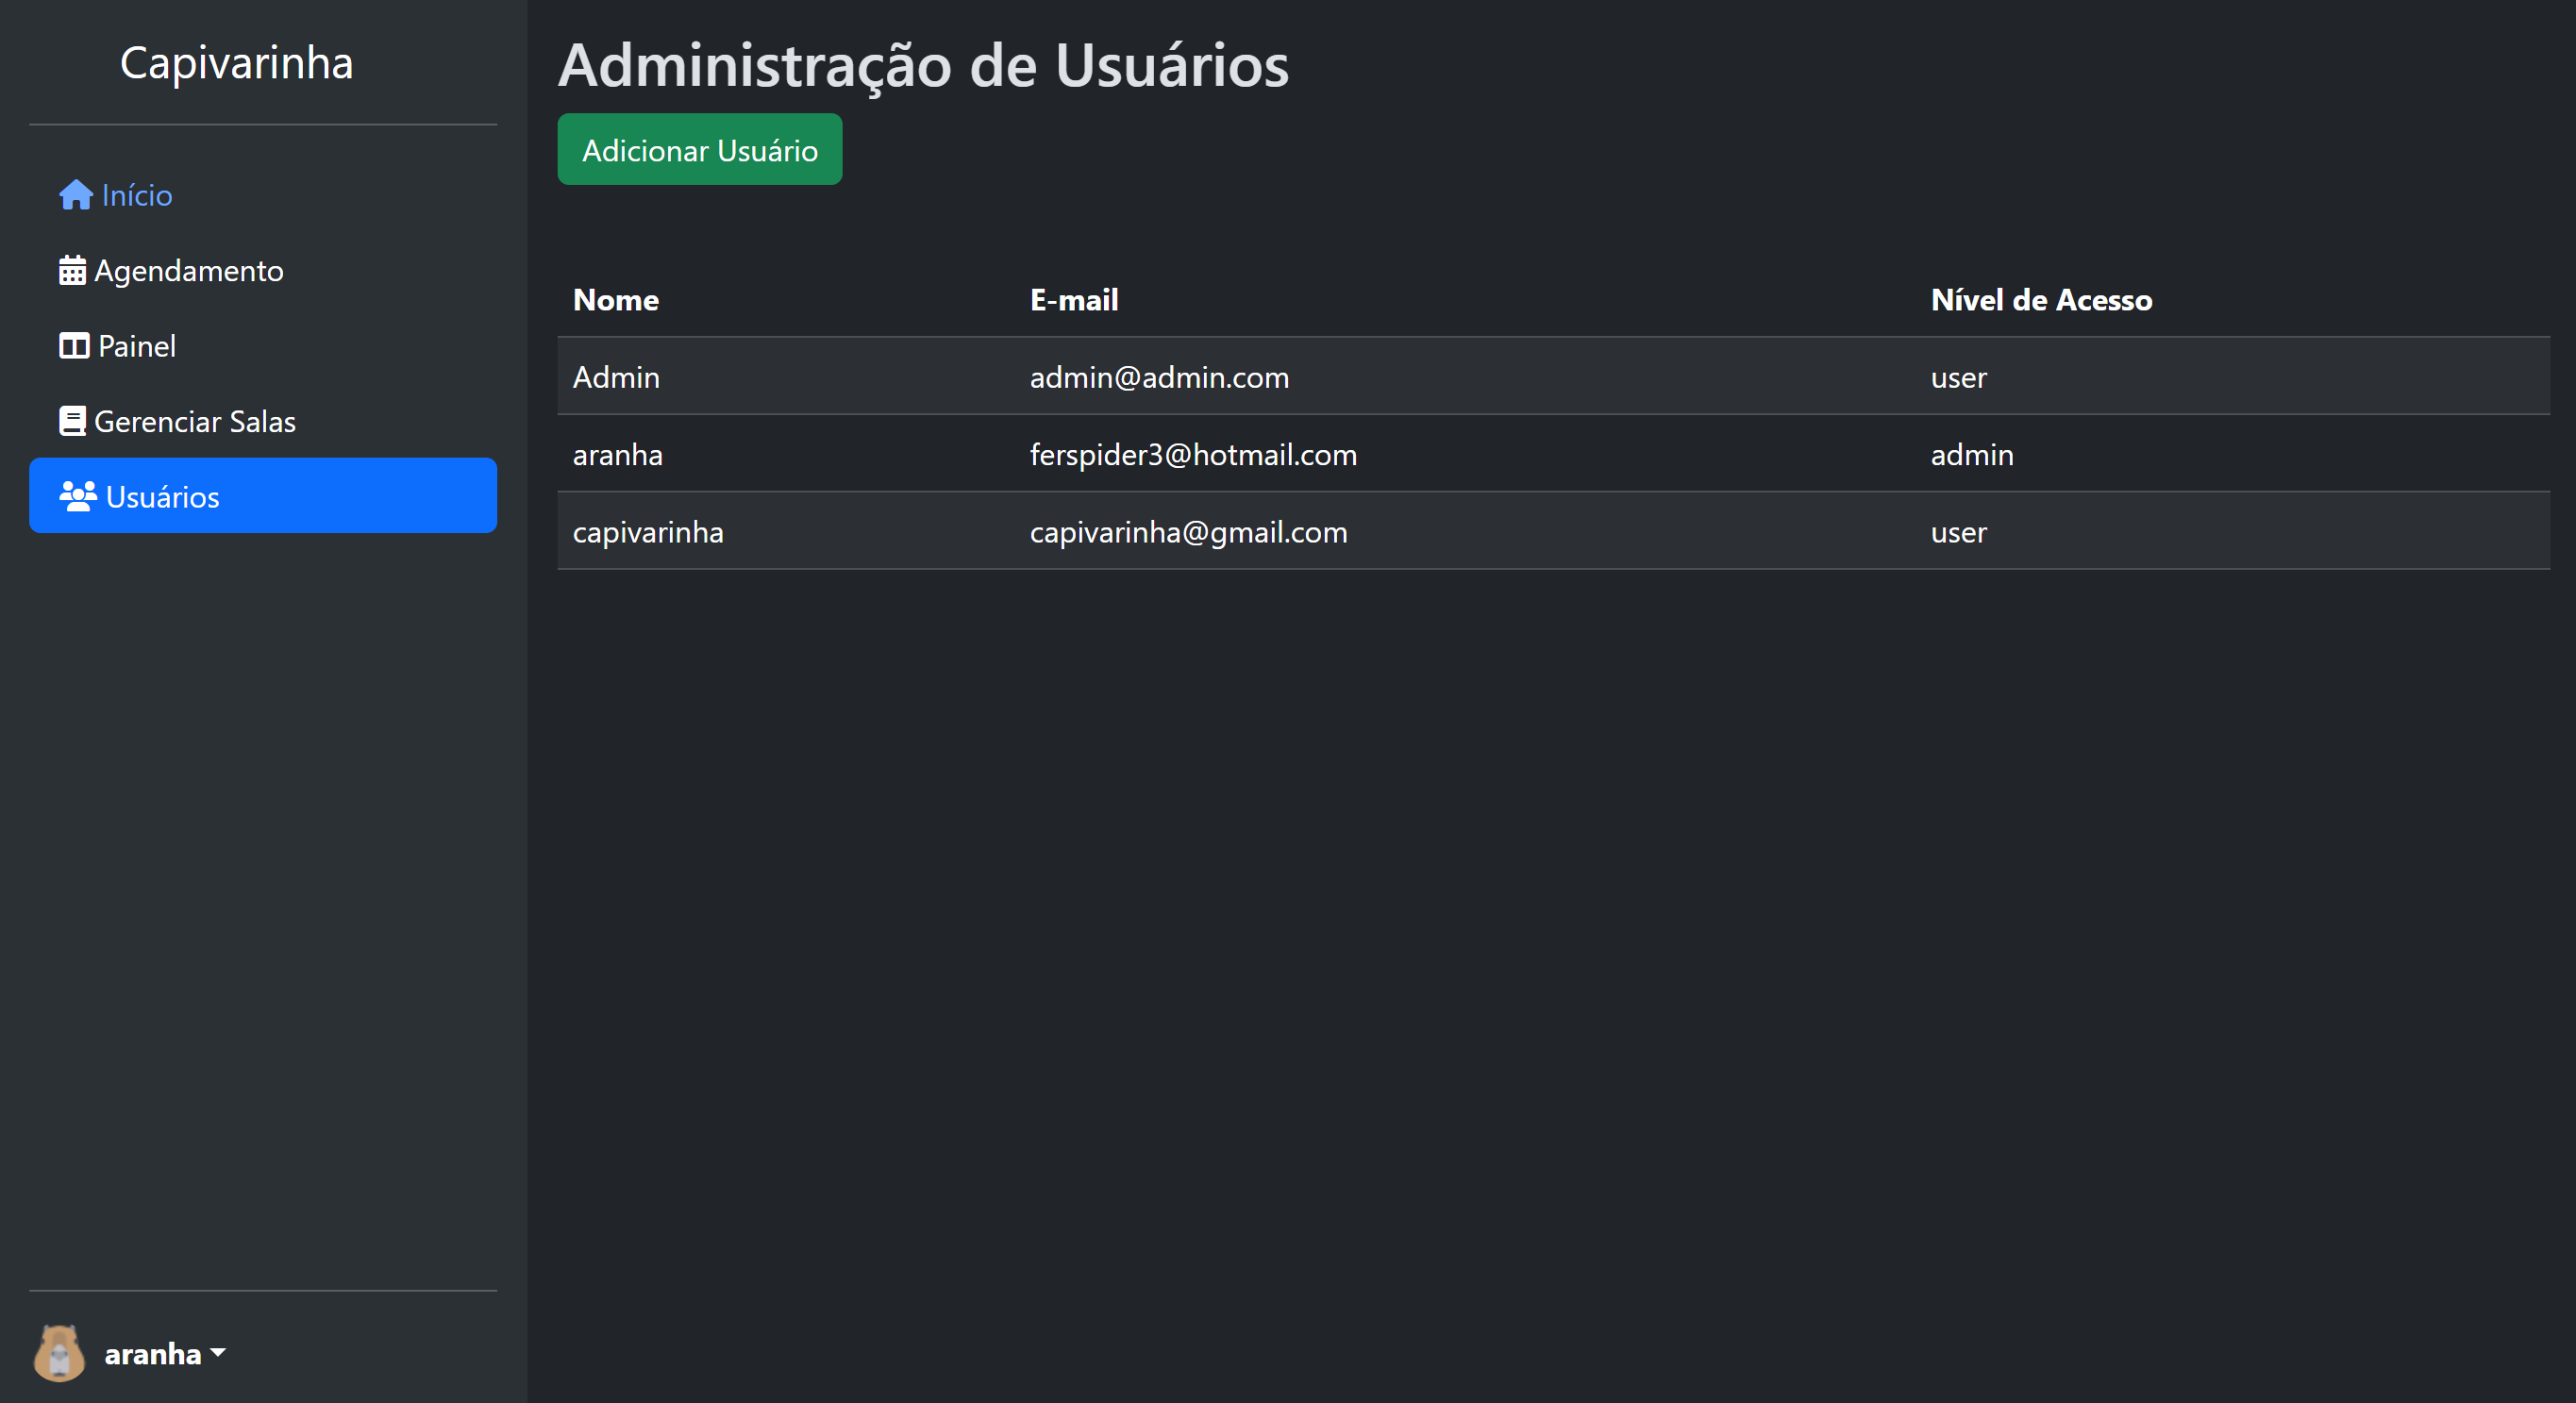 Capivarinha
Início
Agendamento
Painel
Gerenciar Salas
Usuários
aranha
Administração de Usuários
Adicionar Usuário
Nome E-mail Nível de Acesso
Admin admin@admin.com user
aranha ferspider3@hotmail.com admin
capivarinha capivarinha@gmail.com user